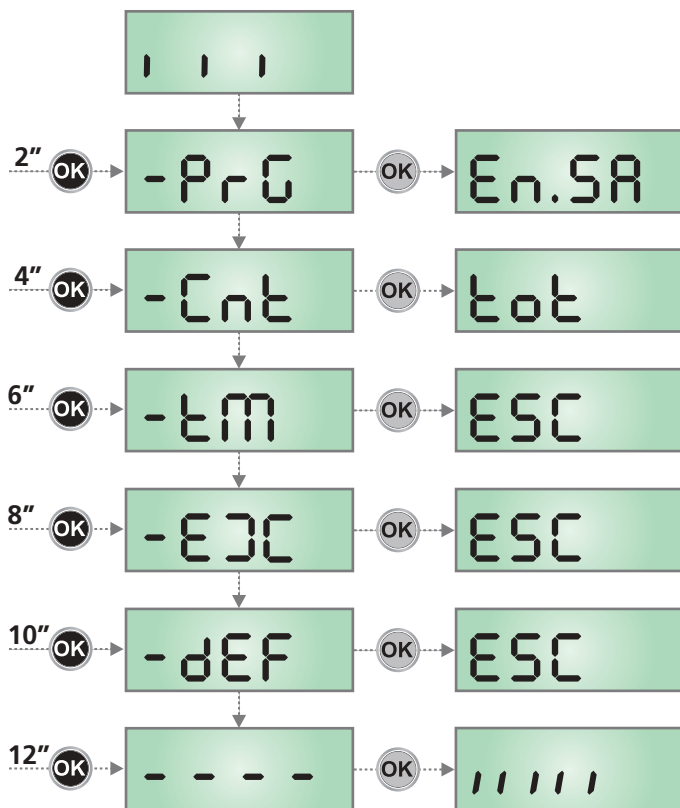 ı ı ı
2" OK -PrG OK En.SA
4" OK -Cnt OK tot
6" OK -tM OK ESC
8" OK OK ESC
10" OK -dEF OK ESC
12" OK - - - - OK ı ı ı ı ı